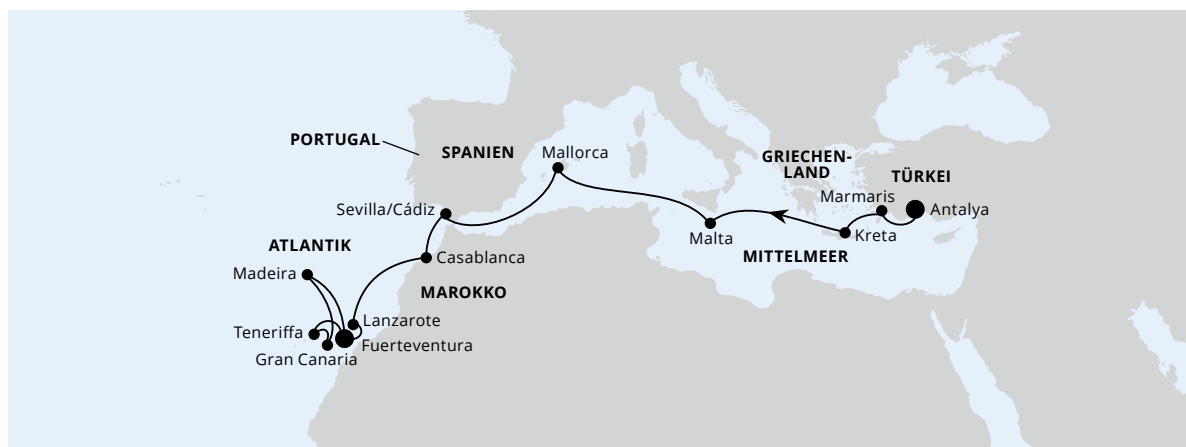 PORTUGAL
SPANIEN
Mallorca
GRIECHEN-
LAND
TÜRKEI
Marmaris
Sevilla/Cádiz
Antalya
Malta
Kreta
ATLANTIK
Casablanca
MITTELMEER
Madeira
MAROKKO
Lanzarote
Teneriffa
Fuerteventura
Gran Canaria